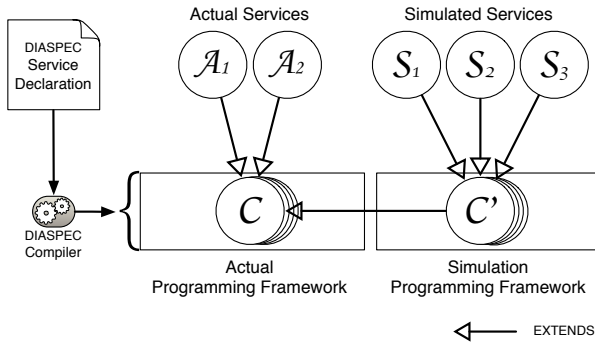 Actual Services
Simulated Services
DIASPEC
Service
Declaration
A1
A2
S1
S2
S3
C
C'
DIASPEC
Compiler
Actual
Programming Framework
Simulation
Programming Framework
EXTENDS